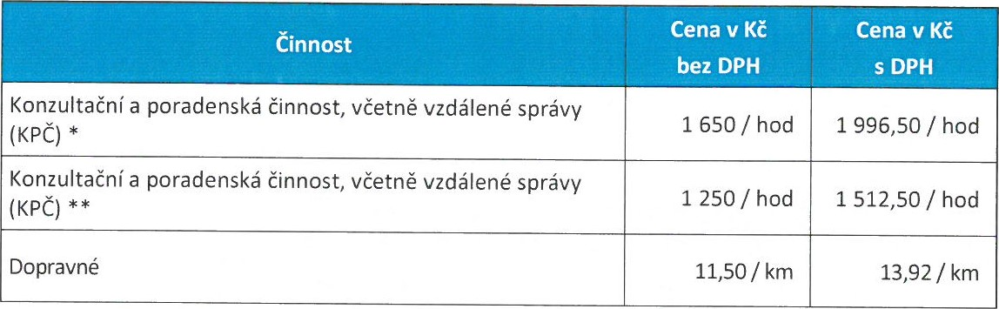 Činnost
Cena v Kč
bez DPH
Cena v Kč
s DPH
Konzultační a poradenská činnost, včetně vzdálené správy
(KPČ) *
1 650 / hod
1 996,50 / hod
Konzultační a poradenská činnost, včetně vzdálené správy
(KPČ) **
1 250 / hod
1 512,50 / hod
Dopravné
11,50 / km
13,92 / km